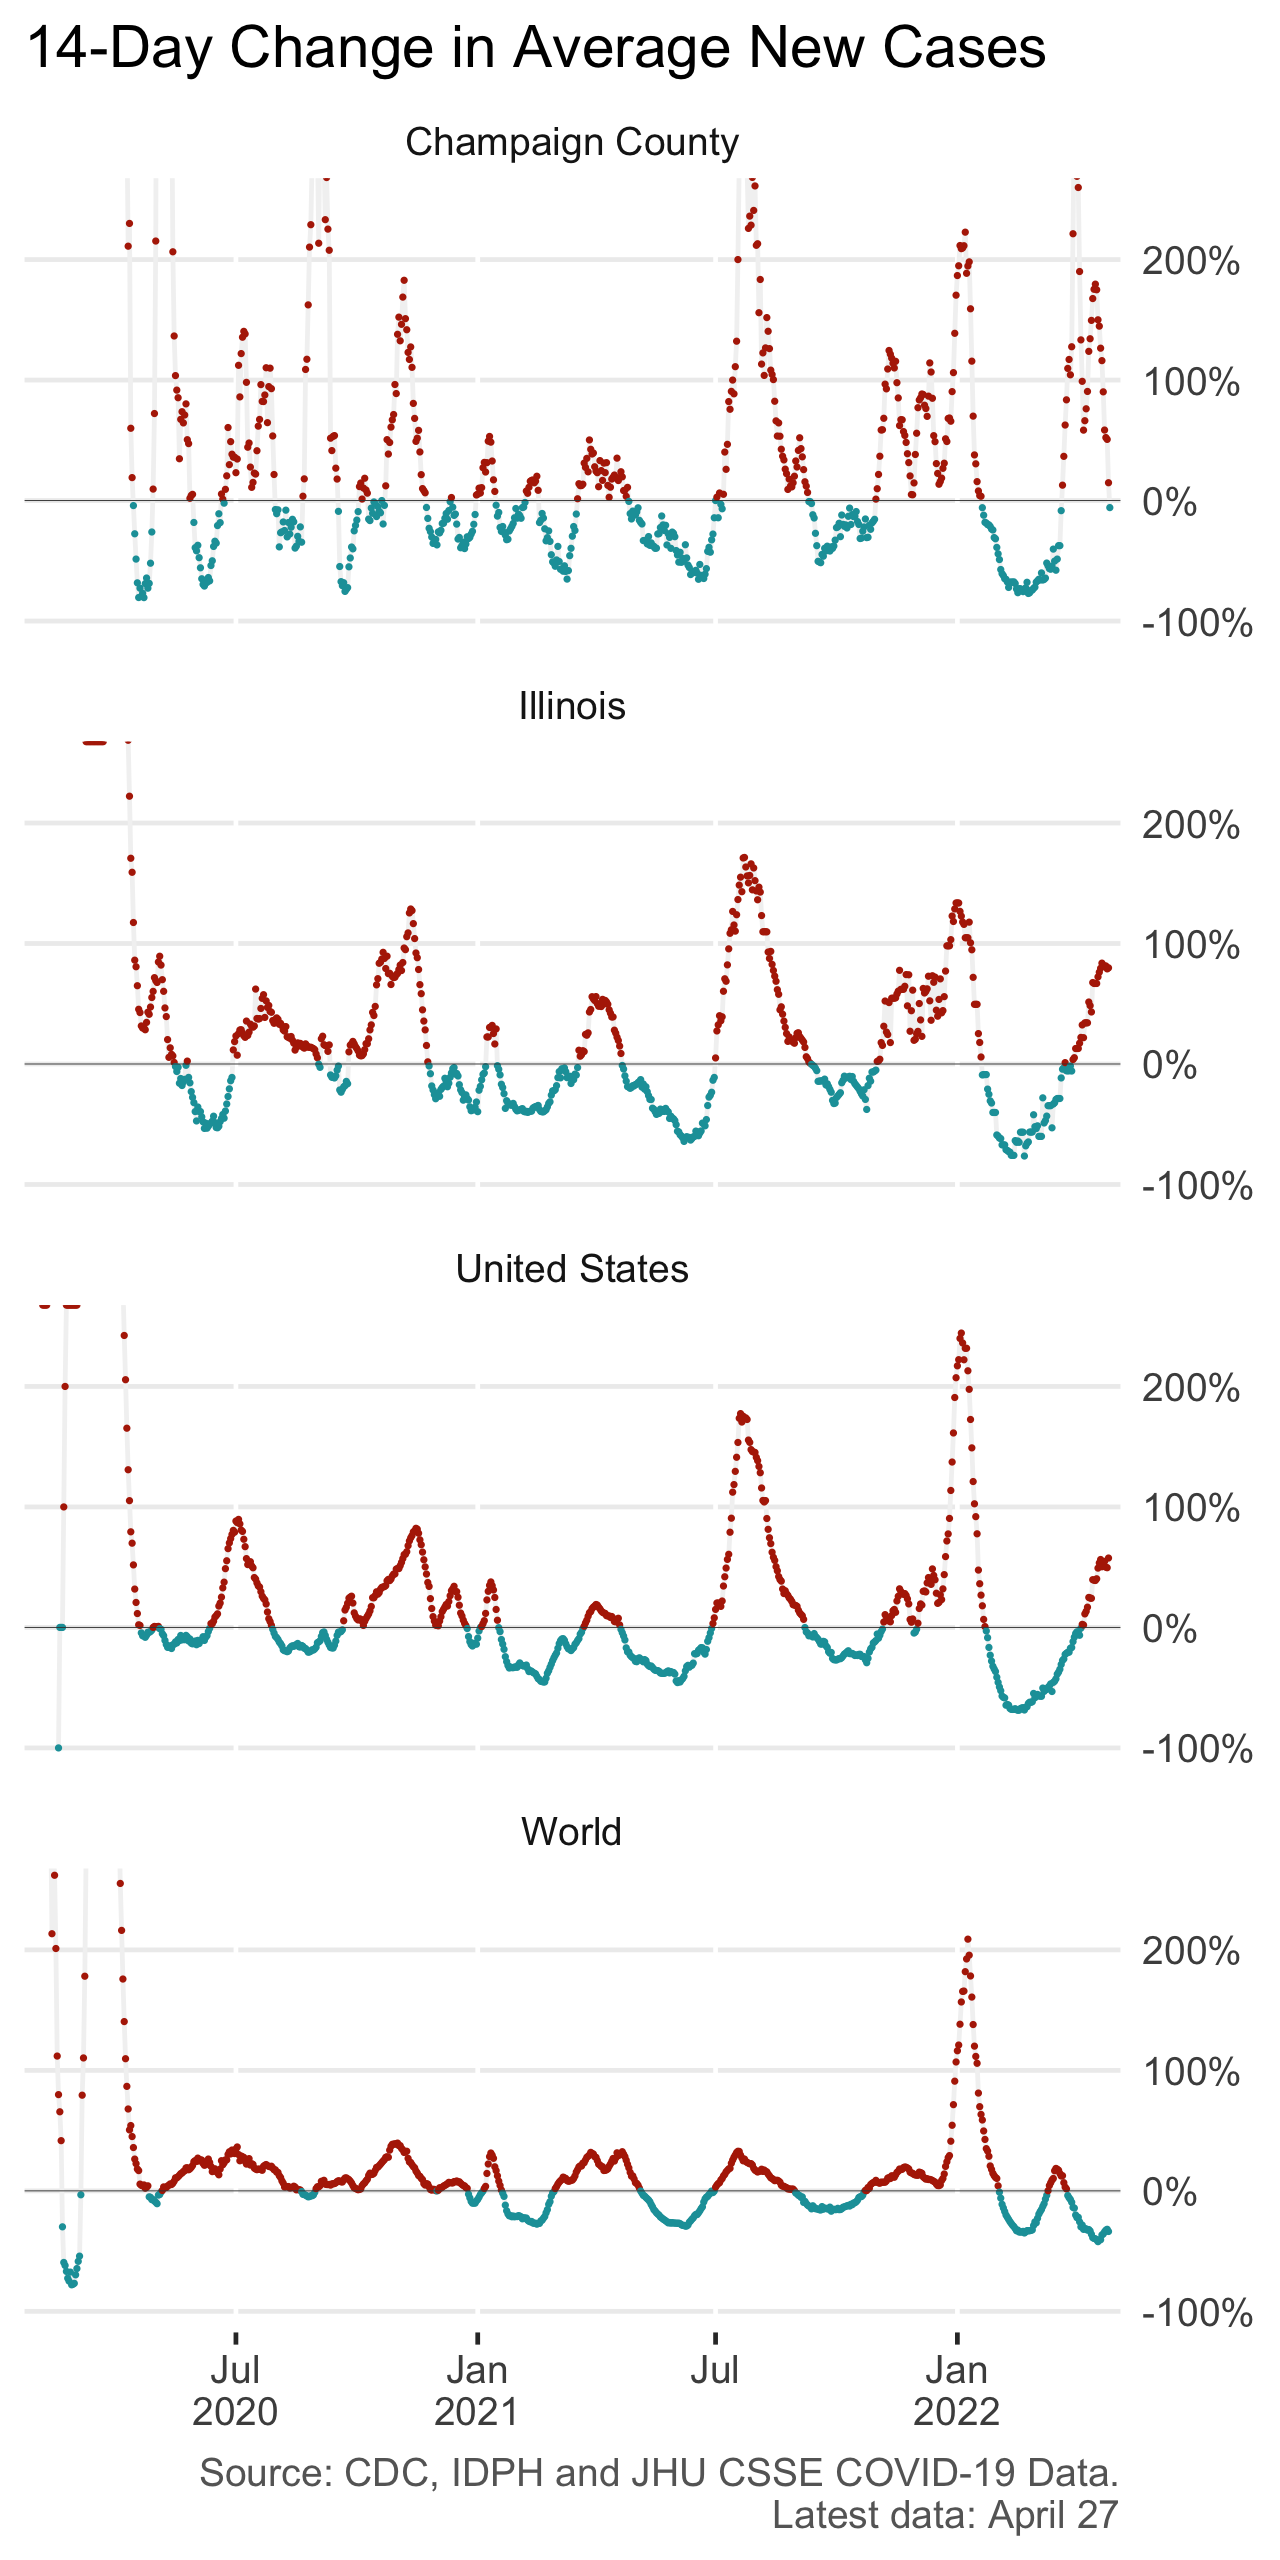 14-Day Change in Average New Cases
Champaign County
200%
100%
0%
-100%
Illinois
200%
100%
0%
-100%
United States
200%
100%
0%
-100%
World
200%
100%
0%
-100%
Jul Jan Jul Jan
2020 2021 2022
Source: CDC, IDPH and JHU CSSE COVID-19 Data.
Latest data: April 27